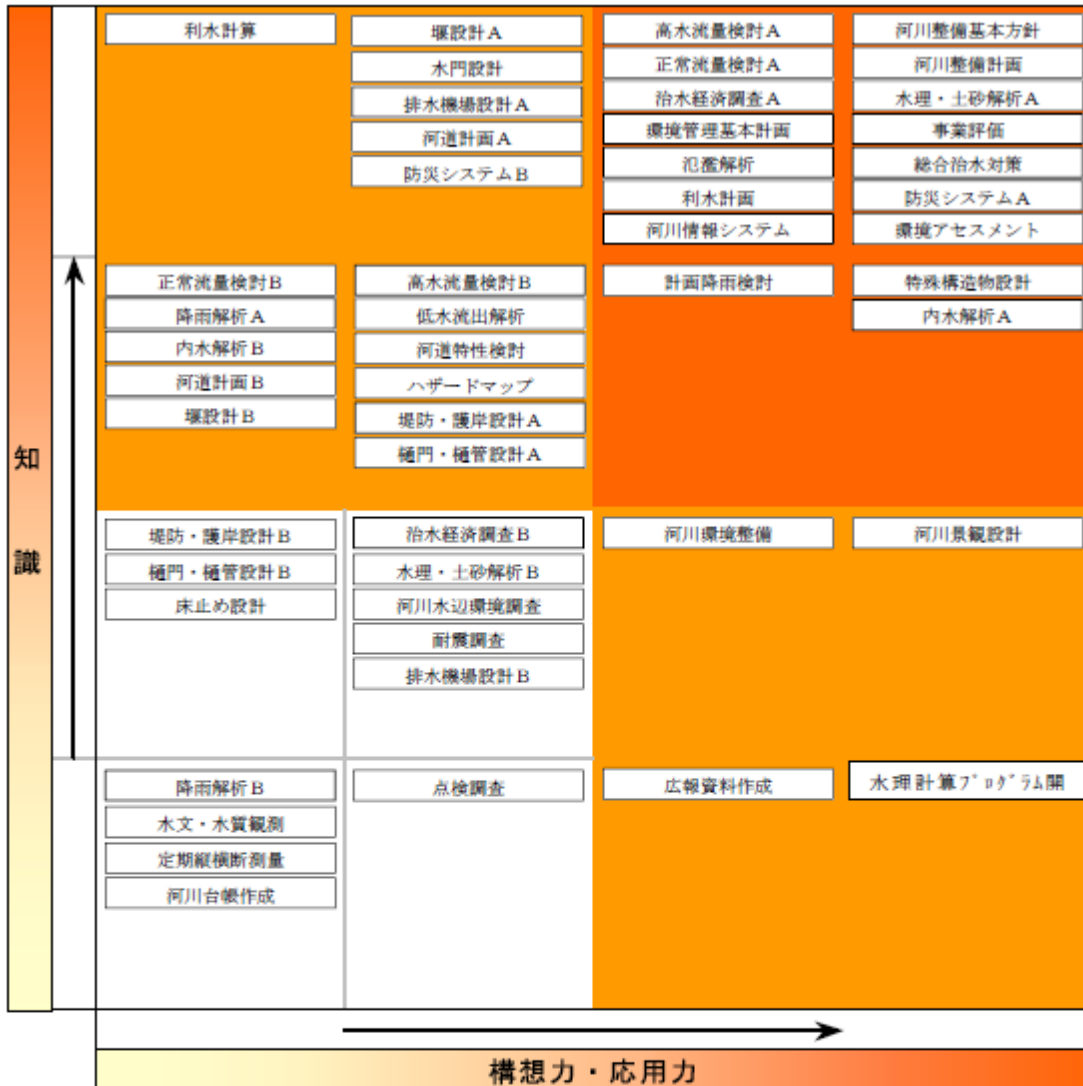 利水計算
堰設計A
水門設計
排水機場設計A
河道計画A
防災システムB
高水流量検討A
正常流量検討A
治水経済調査A
環境管理基本計画
氾濫解析
利水計画
河川情報システム
河川整備基本方針
河川整備計画
水理・土砂解析A
事業評価
総合治水対策
防災システムA
環境アセスメント
正常流量検討B
降雨解析A
内水解析B
河道計画B
堰設計B
高水流量検討B
低水流出解析
河道特性検討
ハザードマップ
堤防・護岸設計A
樋門・樋管設計A
計画降雨検討
特殊構造物設計
内水解析A
知
識
堤防・護岸設計B
樋門・樋管設計B
床止め設計
治水経済調査B
水理・土砂解析B
河川水辺環境調査
耐震調査
排水機場設計B
河川環境整備
河川景観設計
降雨解析B
水文・水質観測
定期縦横断測量
河川台帳作成
点検調査
広報資料作成
水理計算ﾌﾟﾛｸﾞﾗﾑ開
構想力・応用力